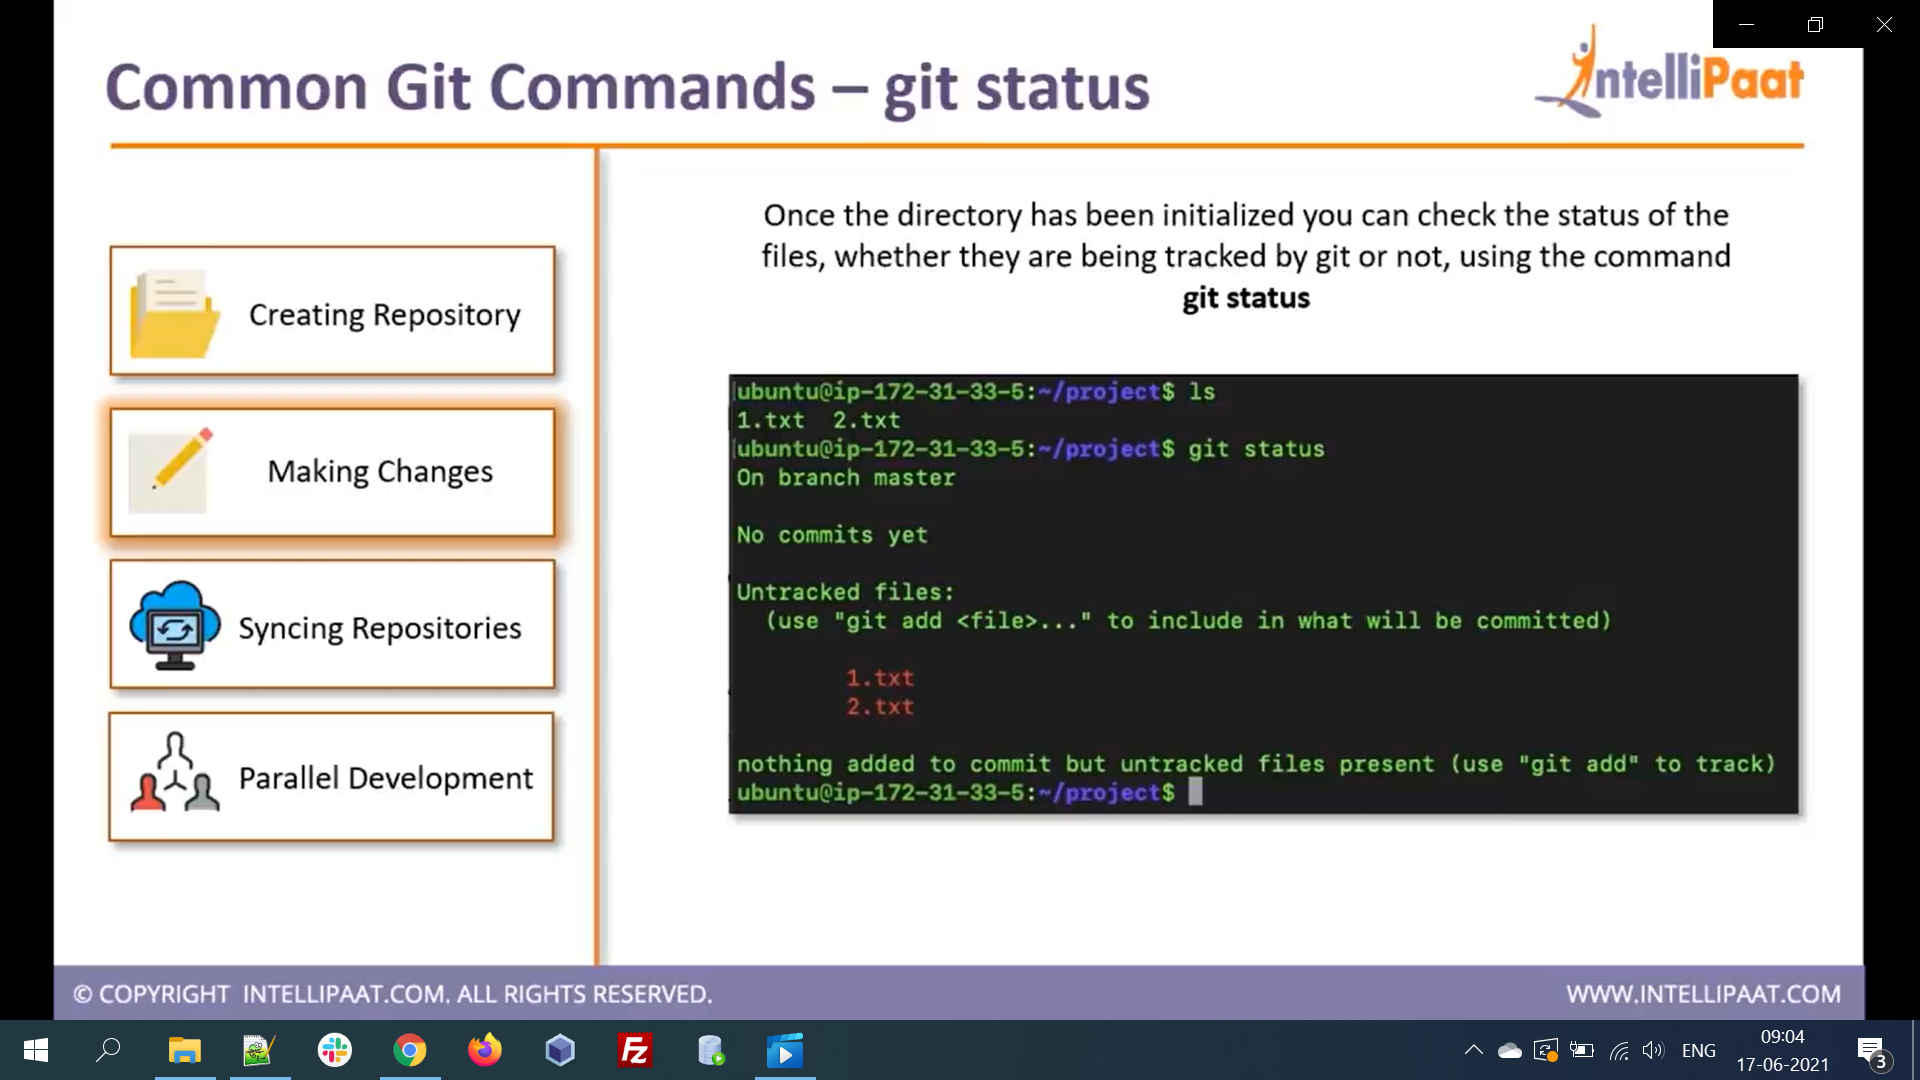 Common Git Commands – git status
IntelliPaat
Creating Repository
Making Changes
Syncing Repositories
Parallel Development
Once the directory has been initialized you can check the status of the
files, whether they are being tracked by git or not, using the command
git status
ubuntu@ip-172-31-33-5:~/project$ ls
1.txt  2.txt
ubuntu@ip-172-31-33-5:~/project$ git status
On branch master
No commits yet
Untracked files:
(use "git add <file>..." to include in what will be committed)
1.txt
2.txt
nothing added to commit but untracked files present (use "git add" to track)
ubuntu@ip-172-31-33-5:~/project$
© COPYRIGHT INTELLIPAAT.COM. ALL RIGHTS RESERVED.
WWW.INTELLIPAAT.COM
FZ
ENG
09:04
17-06-2021
3